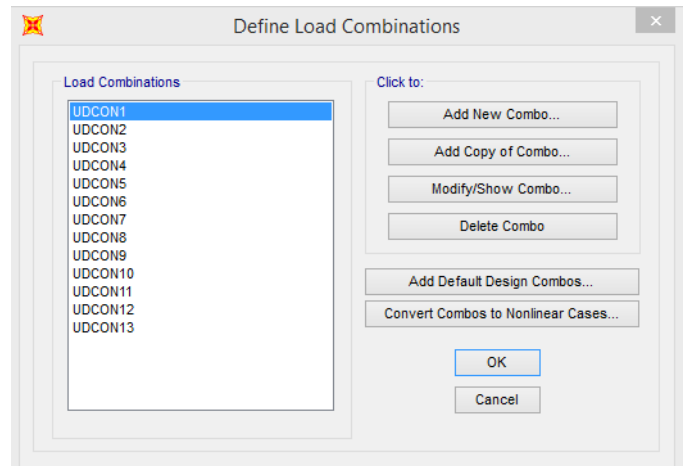 Define Load Combinations
Load Combinations
UDCON1
UDCON2
UDCON3
UDCON4
UDCON5
UDCON6
UDCON7
UDCON8
UDCON9
UDCON10
UDCON11
UDCON12
UDCON13
Click to:
Add New Combo...
Add Copy of Combo...
Modify/Show Combo...
Delete Combo
Add Default Design Combos...
Convert Combos to Nonlinear Cases...
OK
Cancel